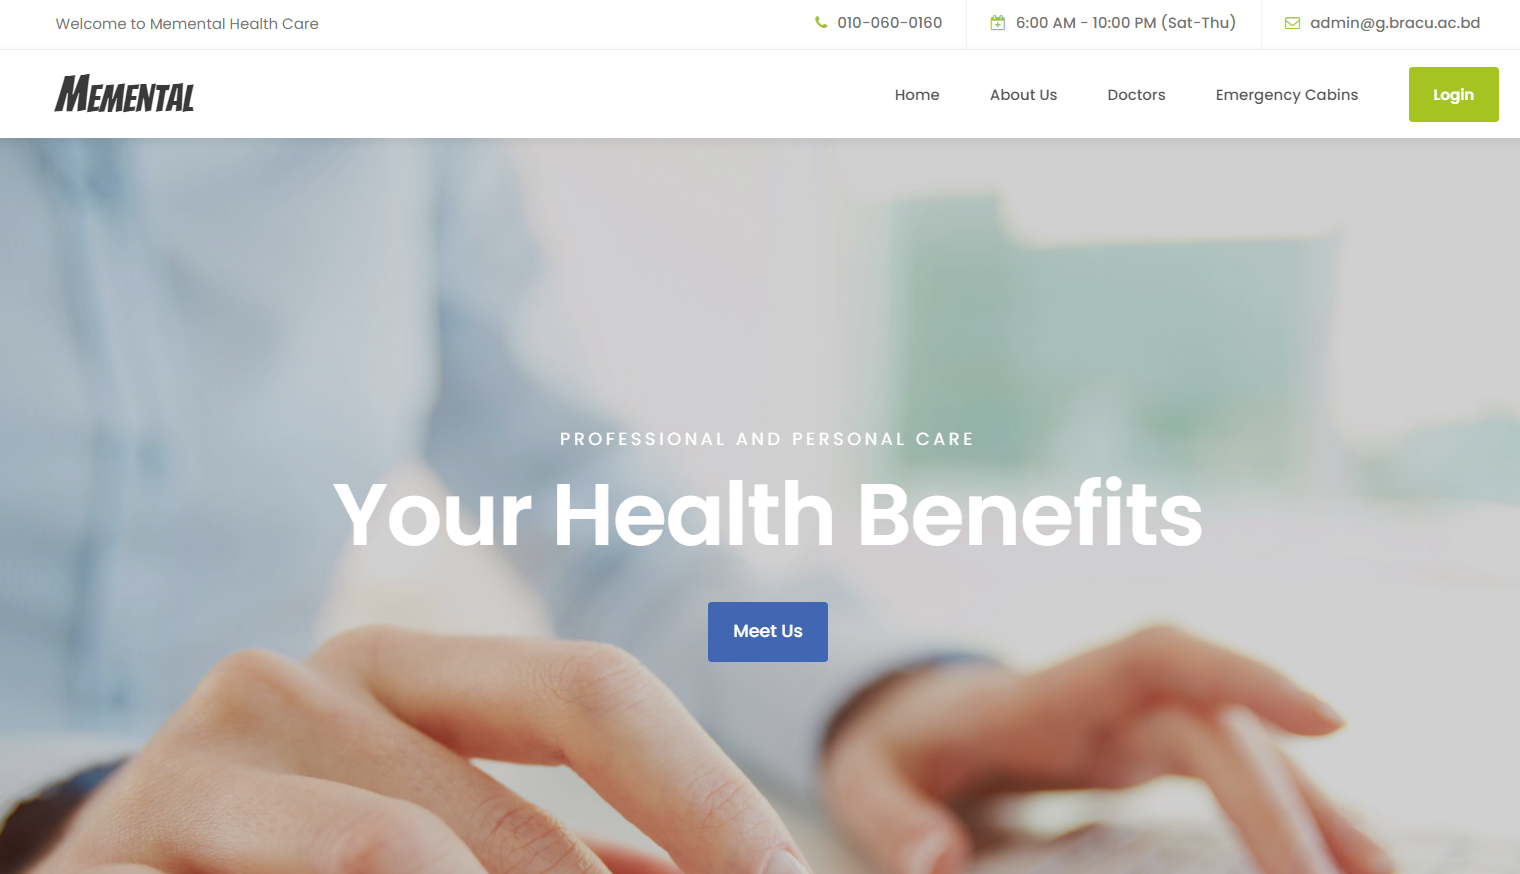 Welcome to Memental Health Care
010-060-0160
6:00 AM - 10:00 PM (Sat-Thu)
admin@g.bracu.ac.bd
MEMENTAL
Home
About Us
Doctors
Emergency Cabins
Login
PROFESSIONAL AND PERSONAL CARE
Your Health Benefits
Meet Us